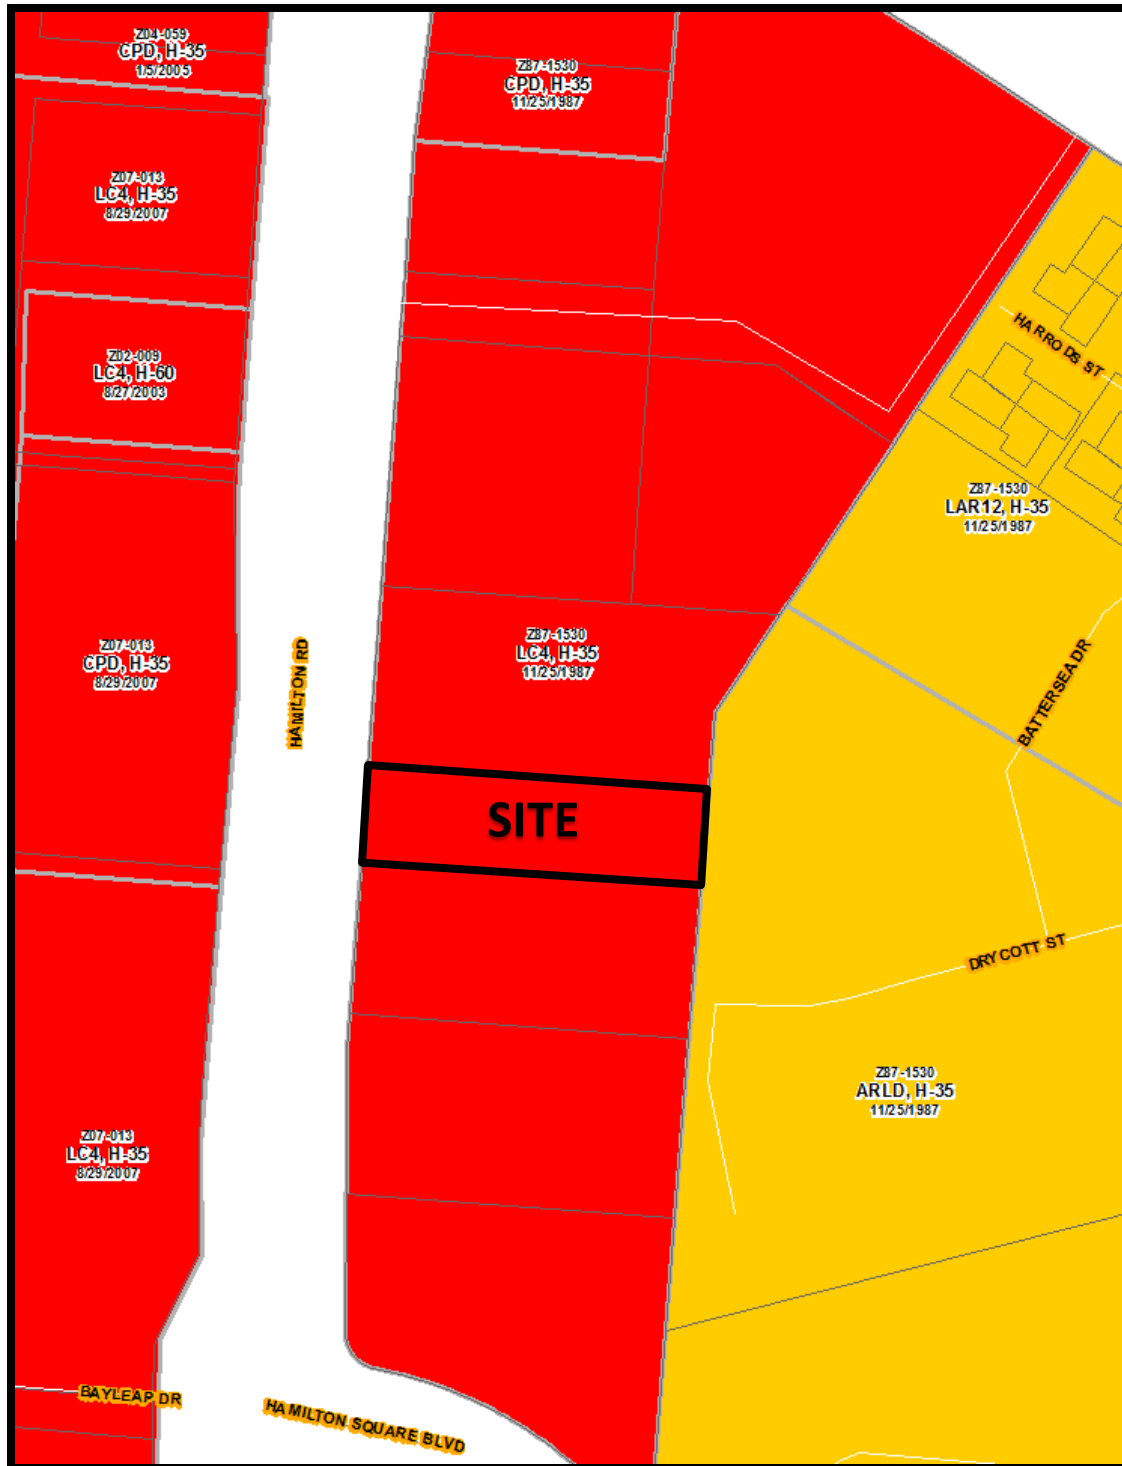 Z04-059
CPD, H-35
1/5/2005
Z87-1530
CPD, H-35
11/25/1987
Z07-013
LC4, H-35
8/29/2007
Z02-009
LC4, H-60
8/27/2003
HARRODS ST
Z87-1530
LAR12, H-35
11/25/1987
Z07-013
CPD, H-35
8/29/2007
HAMILTON RD
Z87-1530
LC4, H-35
11/25/1987
BATTERSEA DR
SITE
DRYCOTT ST
Z87-1530
ARLD, H-35
11/25/1987
Z07-013
LC4, H-35
8/29/2007
BAYLEAP DR
HAMILTON SQUARE BLVD